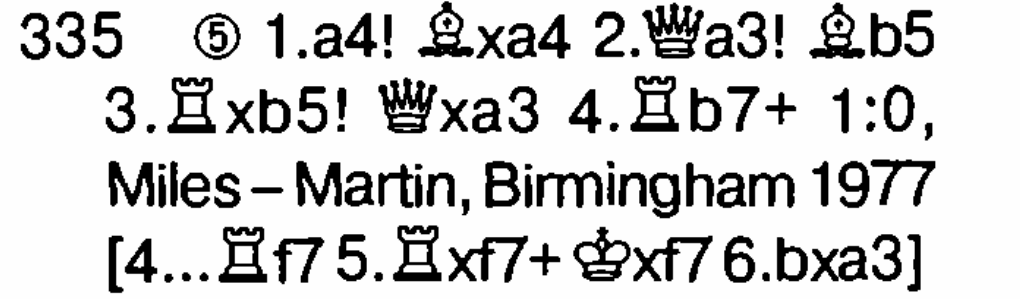 335 ⑤ 1.a4! ♗xa4 2.♕a3! ♗b5
3.♖xb5! ♕xa3 4.♖b7+ 1:0,
Miles – Martin, Birmingham 1977
[4...♖f7 5.♖xf7+ ♔xf7 6.bxa3]